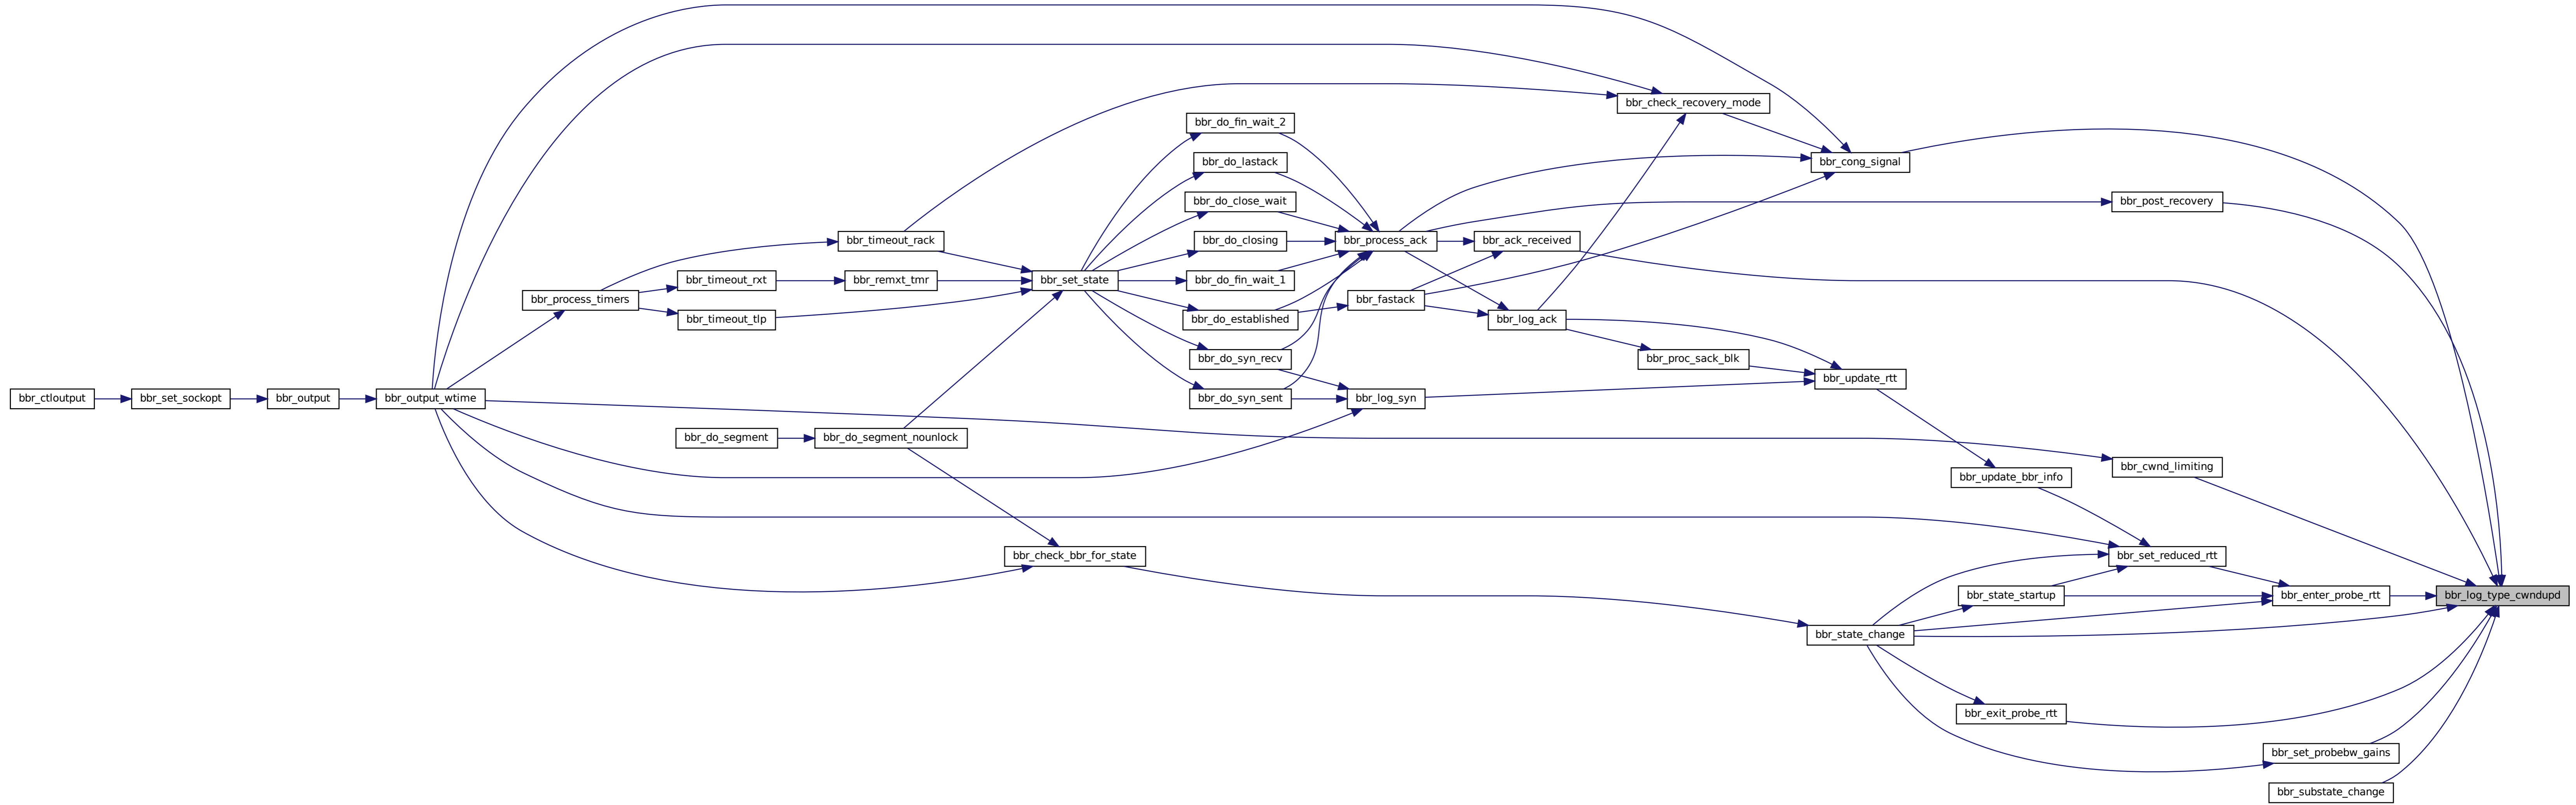 bbr_check_recovery_mode
bbr_do_fin_wait_2
bbr_do_lastack
bbr_cong_signal
bbr_do_close_wait
bbr_post_recovery
bbr_timeout_rack
bbr_do_closing
bbr_process_ack
bbr_ack_received
bbr_timeout_rxt
bbr_remxt_tmr
bbr_set_state
bbr_do_fin_wait_1
bbr_process_timers
bbr_fastack
bbr_timeout_tlp
bbr_do_established
bbr_log_ack
bbr_do_syn_recv
bbr_proc_sack_blk
bbr_update_rtt
bbr_ctloutput
bbr_set_sockopt
bbr_output
bbr_output_wtime
bbr_do_syn_sent
bbr_log_syn
bbr_do_segment
bbr_do_segment_nounlock
bbr_cwnd_limiting
bbr_update_bbr_info
bbr_check_bbr_for_state
bbr_set_reduced_rtt
bbr_state_startup
bbr_enter_probe_rtt
bbr_log_type_cwndupd
bbr_state_change
bbr_exit_probe_rtt
bbr_set_probebw_gains
bbr_substate_change